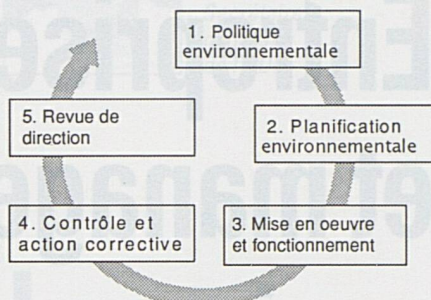 1. Politique
environnementale
2. Planification
environnementale
3. Mise en oeuvre
et fonctionnement
4. Contrôle et
action corrective
5. Revue de
direction